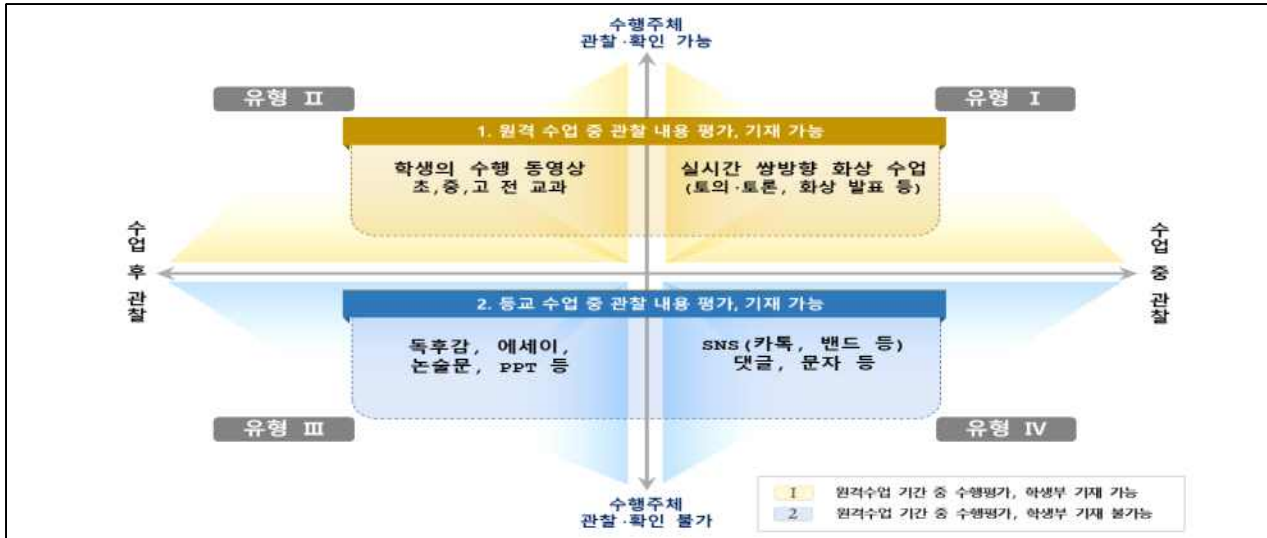 수행주체
관찰·확인 가능
유형 Ⅱ
유형 Ⅰ
1. 원격 수업 중 관찰 내용 평가, 기재 가능
학생의 수행 동영상
초,중,고 전 교과
실시간 쌍방향 화상 수업
(토의·토론, 화상 발표 등)
수업 후 관찰
수업 중 관찰
2. 등교 수업 중 관찰 내용 평가, 기재 가능
독후감, 에세이,
논술문, PPT 등
SNS(카톡, 밴드 등)
댓글, 문자 등
유형 Ⅲ
유형 Ⅳ
수행주체
관찰·확인 불가
1 원격수업 기간 중 수행평가, 학생부 기재 가능
2 원격수업 기간 중 수행평가, 학생부 기재 불가능